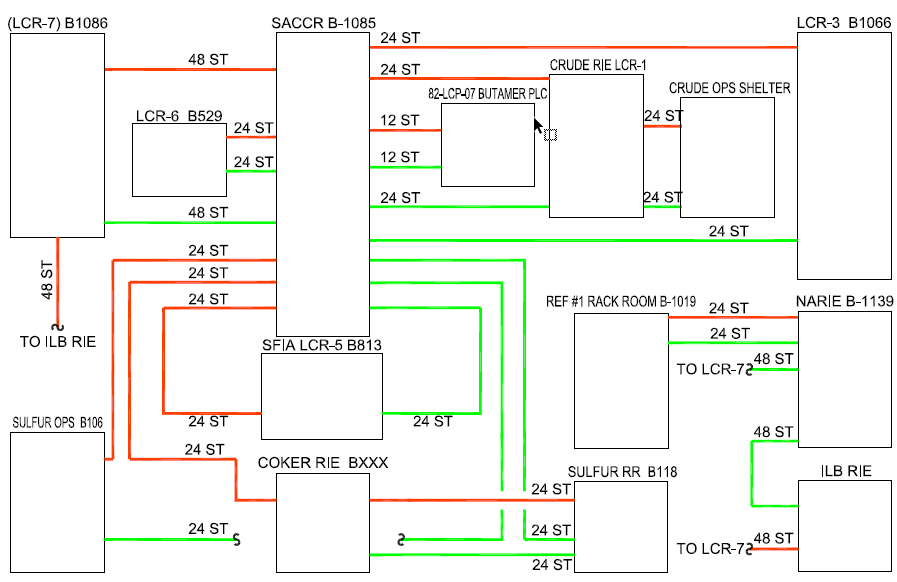 (LCR-7) B1086
SACCR B-1085
LCR-3 B1066
24 ST
48 ST
24 ST
CRUDE RIE LCR-1
82-LCP-07 BUTAMER PLC
CRUDE OPS SHELTER
LCR-6 B529
24 ST
12 ST
24 ST
24 ST
12 ST
48 ST
24 ST
24 ST
24 ST
24 ST
24 ST
48 ST
24 ST
REF #1 RACK ROOM B-1019
NARIE B-1139
24 ST
24 ST
TO ILB RIE
SFIA LCR-5 B813
TO LCR-7
48 ST
SULFUR OPS B106
24 ST
24 ST
48 ST
24 ST
COKER RIE BXXX
SULFUR RR B118
ILB RIE
24 ST
24 ST
24 ST
TO LCR-7
48 ST
24 ST